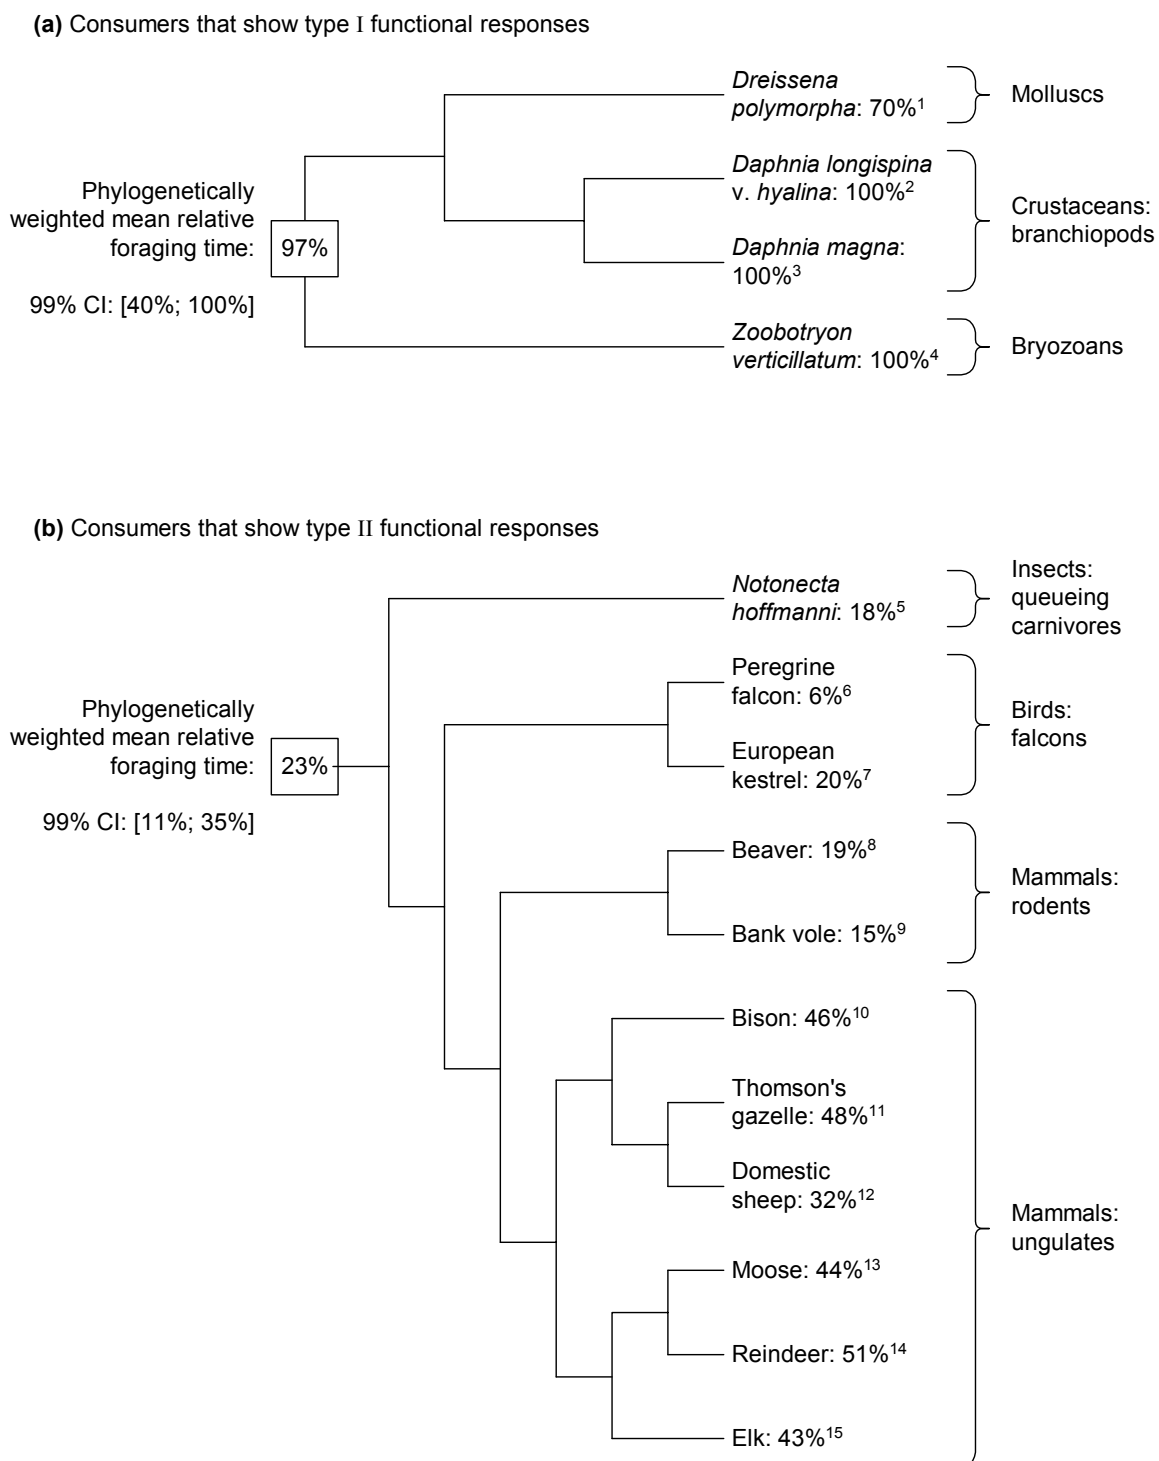 (a) Consumers that show type I functional responses
Dreissena
polymorpha: 70%¹
Molluscs
Daphnia longispina
v. hyalina: 100%²
Daphnia magna:
100%³
Crustaceans:
branchiopods
Phylogenetically
weighted mean relative
foraging time:
97%
99% CI: [40%; 100%]
Zoobotryon
verticillatum: 100%⁴
Bryozoans
(b) Consumers that show type II functional responses
Notonecta
hoffmanni: 18%⁵
Insects:
queueing
carnivores
Peregrine
falcon: 6%⁶
European
kestrel: 20%⁷
Birds:
falcons
Phylogenetically
weighted mean relative
foraging time:
23%
99% CI: [11%; 35%]
Beaver: 19%⁸
Bank vole: 15%⁹
Mammals:
rodents
Bison: 46%¹⁰
Thomson's
gazelle: 48%¹¹
Domestic
sheep: 32%¹²
Moose: 44%¹³
Reindeer: 51%¹⁴
Elk: 43%¹⁵
Mammals:
ungulates